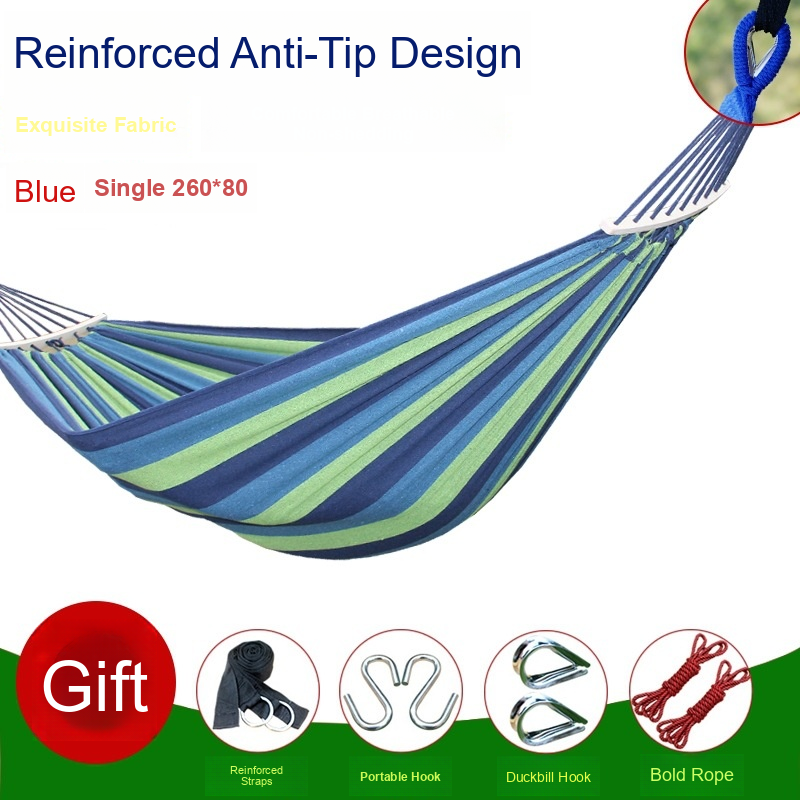 Reinforced Anti-Tip Design
Exquisite Fabric
Blue Single 260*80
Gift
Reinforced
Straps
Portable Hook
Duckbill Hook
Bold Rope